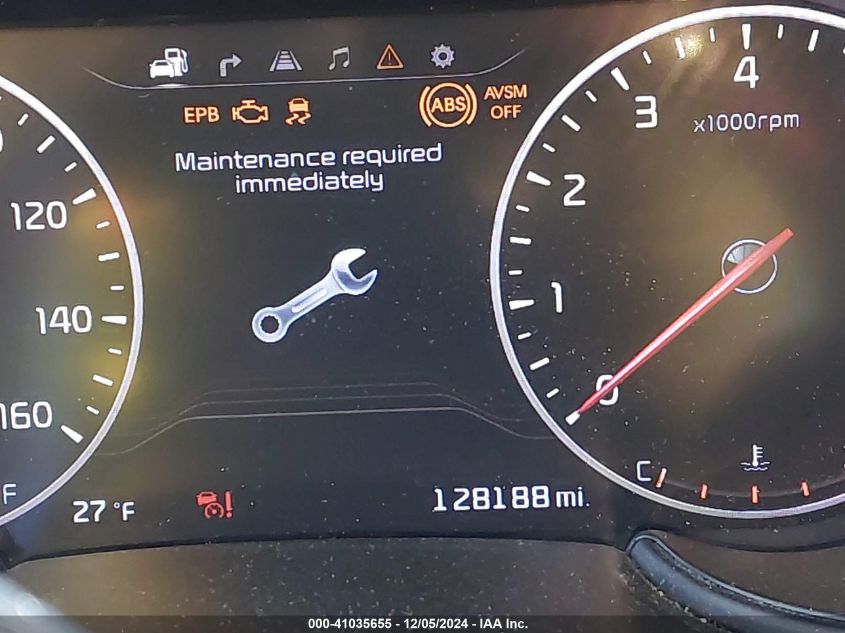 EPB
ABS
AVSM
OFF
Maintenance required
immediately
4
3
x1000rpm
2
120
1
140
0
160
C
F
27 °F
128188 mi.
000-41035655 - 12/05/2024 - IAA Inc.